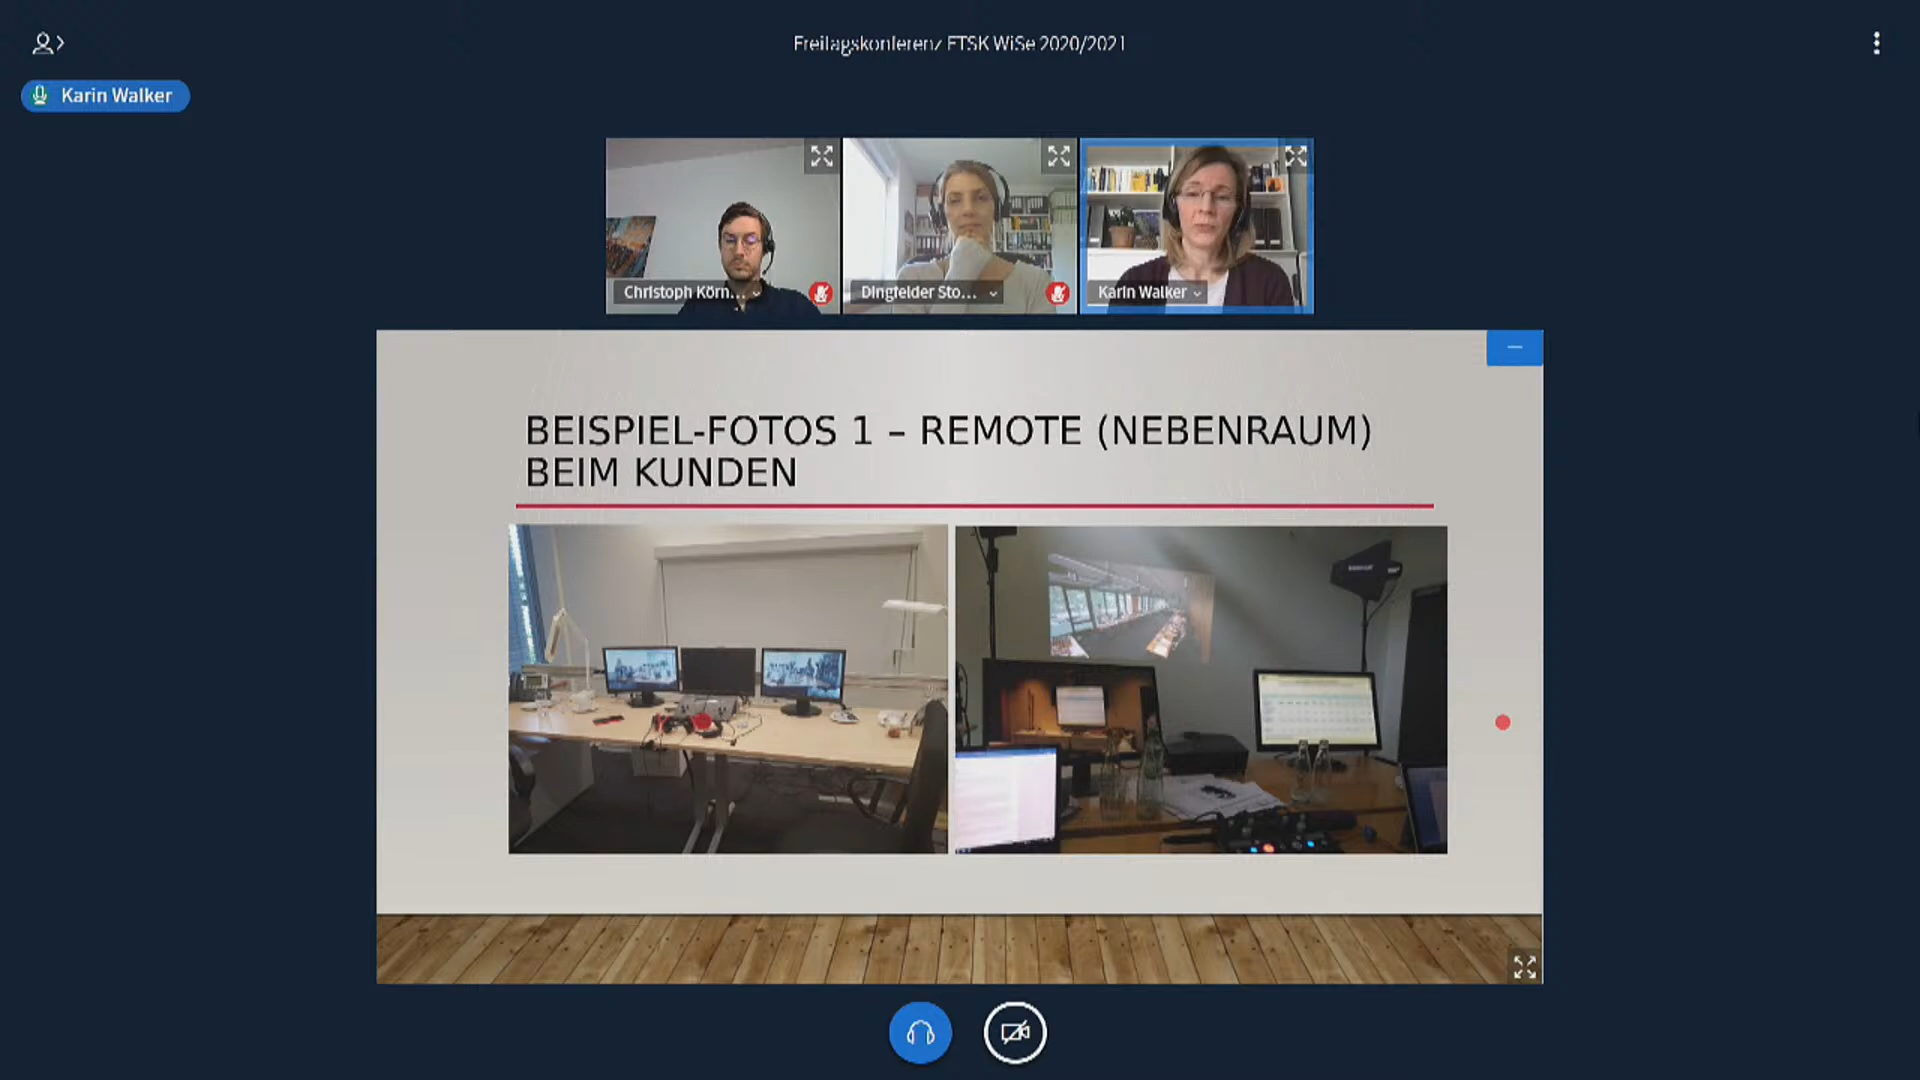 Freitagskonferenz FTSK WiSe 2020/2021
Karin Walker
Christoph Körn...
Dingfelder Sto...
Karin Walker
BEISPIEL-FOTOS 1 – REMOTE (NEBENRAUM)
BEIM KUNDEN